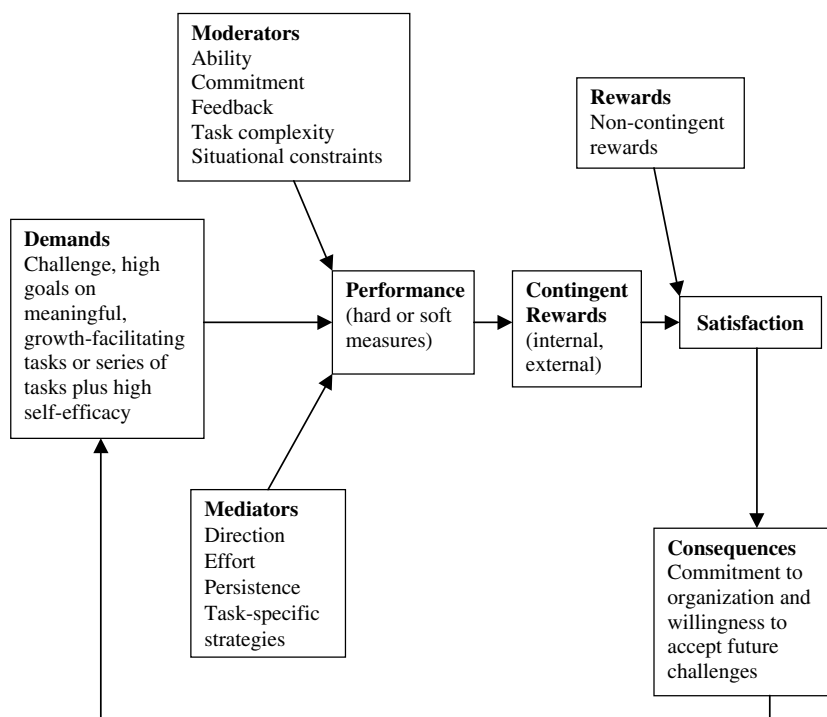 Moderators
Ability
Commitment
Feedback
Task complexity
Situational constraints
Rewards
Non-contingent
rewards
Demands
Challenge, high
goals on
meaningful,
growth-facilitating
tasks or series of
tasks plus high
self-efficacy
Performance
(hard or soft
measures)
Contingent
Rewards
(internal,
external)
Satisfaction
Mediators
Direction
Effort
Persistence
Task-specific
strategies
Consequences
Commitment to
organization and
willingness to
accept future
challenges